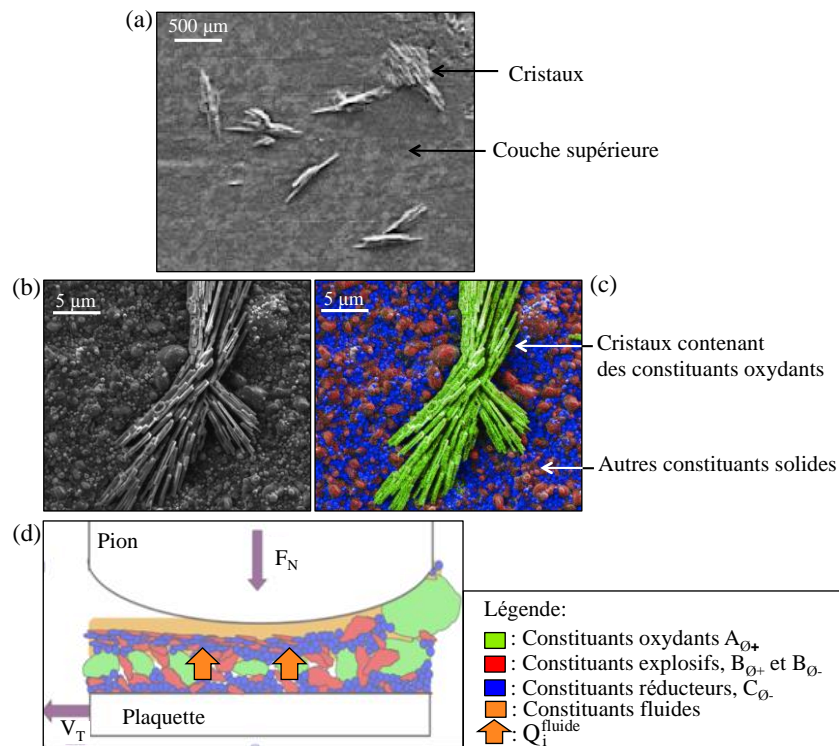 (a)
500 μm
Cristaux
Couche supérieure
(b)
5 μm
5 μm
(c)
Cristaux contenant
des constituants oxydants
Autres constituants solides
(d)
Pion
F_N
V_T
Plaquette
Légende:
: Constituants oxydants A_Ø+
: Constituants explosifs, B_Ø+ et B_Ø-
: Constituants réducteurs, C_Ø-
: Constituants fluides
: Q_i^fluide